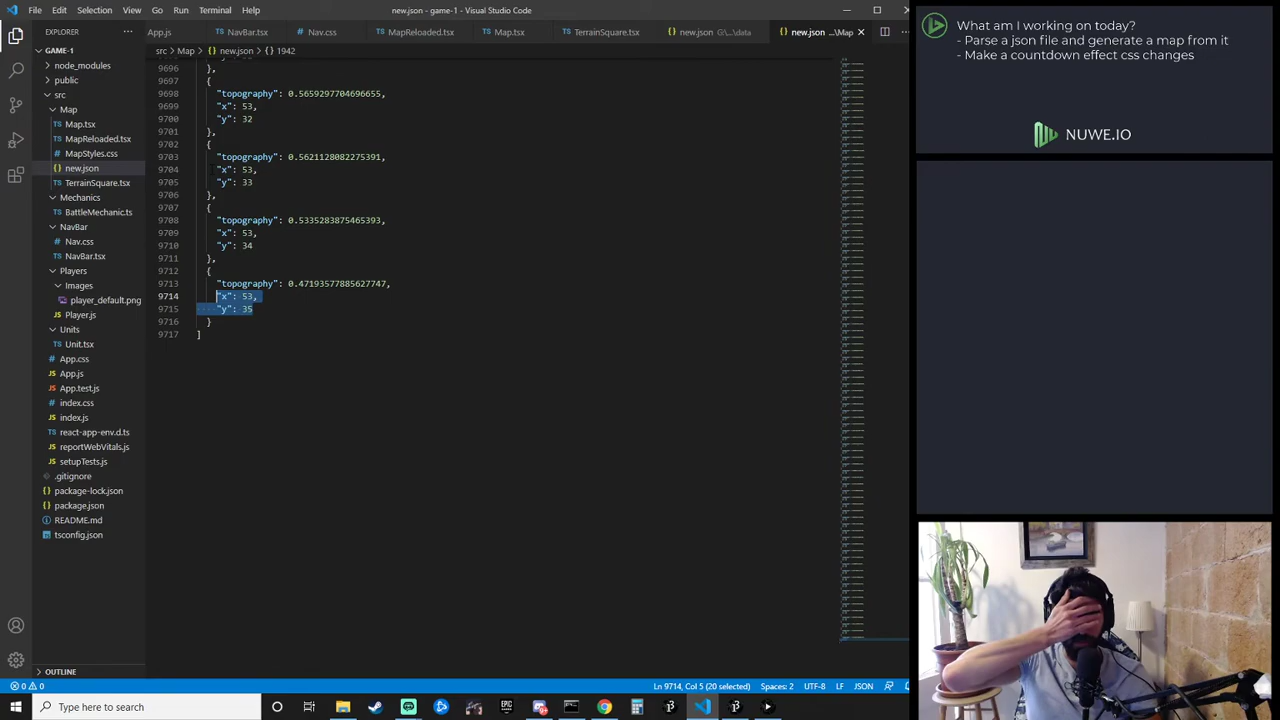 File Edit Selection View Go Run Terminal Help
new.json - game-1 - Visual Studio Code
EXPLORER
App.js NavBar.tsx Nav.css MapReloaded.tsx Map.tsx TerrainSquare.tsx new.json G:\data new.json ...\Map
GAME-1
src > Map > new.json > {} 1942
node_modules
public
src
Map
Map.tsx
MapReloaded.tsx
MapStyles.css
new.json
TerrainSquare.tsx
Mechanics
BattleMechanic.ts
NavBar
Nav.css
NavBar.tsx
Players
Images
player_default.png
Player.js
Units
Unit.tsx
App.css
App.js
App.test.js
index.css
index.js
react-app-env.d.ts
reportWebVitals.js
setupTests.js
.gitignore
package-lock.json
package.json
README.md
tsconfig.json
OUTLINE
9696 },
9697 {
9698 "topography": 0.5659297704696655,
9699 "x": 53,
9700 "y": 32
9701 },
9702 {
9703 "topography": 0.5621128082275391,
9704 "x": 53,
9705 "y": 33
9706 },
9707 {
9708 "topography": 0.5335283875465393,
9709 "x": 53,
9710 "y": 34
9711 },
9712 {
9713 "topography":
9714 "x": 53,
9715 "y":
9716 }
9717 ]
0 0
Ln 9714, Col 5 (20 selected) Spaces: 2 UTF-8 LF JSON
Type here to search
What am I working on today?
- Parse a json file and generate a map from it
- Make a countdown effect css changes
NUWE.IO